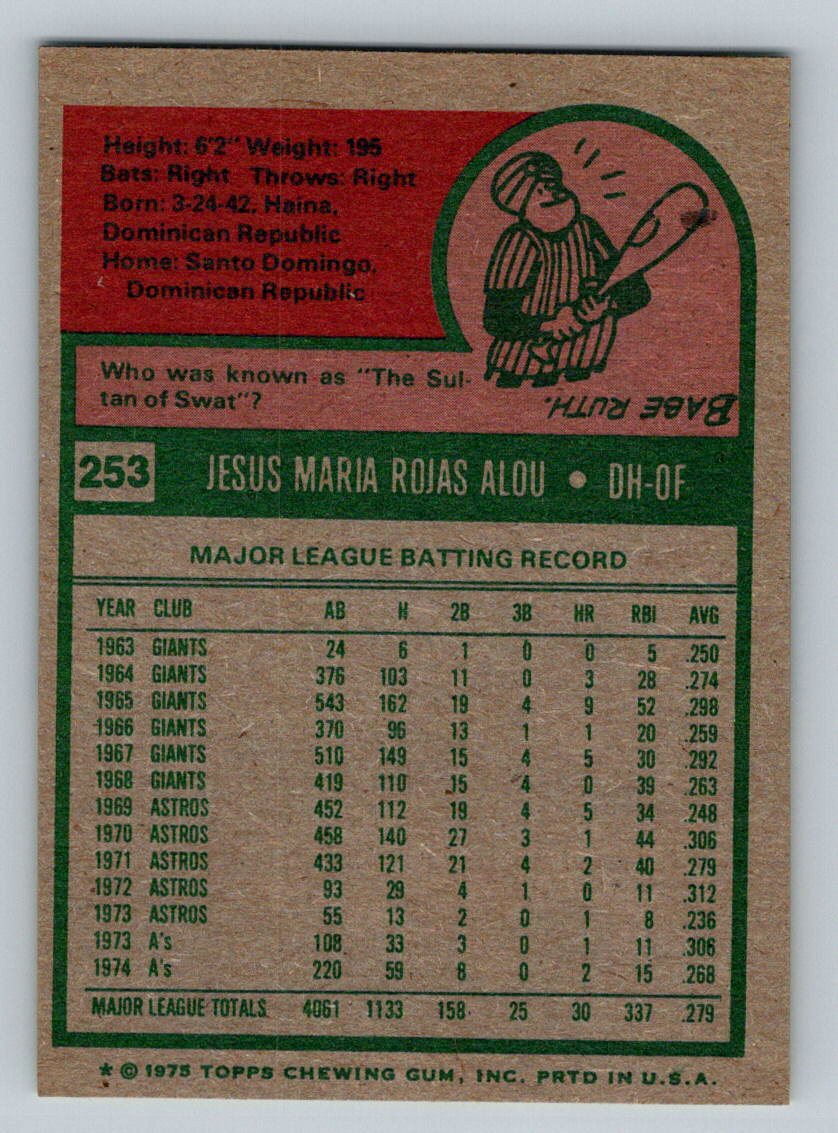 Height: 6'2" Weight: 195
Bats: Right Throws: Right
Born: 3-24-42, Haina,
Dominican Republic
Home: Santo Domingo,
Dominican Republic
Who was known as "The Sul-
tan of Swat"?
BABE RUTH.
253 JESUS MARIA ROJAS ALOU • DH-OF
MAJOR LEAGUE BATTING RECORD
YEAR CLUB AB H 2B 3B HR RBI AVG
1963 GIANTS 24 6 1 0 0 5 .250
1964 GIANTS 376 103 11 0 3 28 .274
1965 GIANTS 543 162 19 4 9 52 .298
1966 GIANTS 370 96 13 1 1 20 .259
1967 GIANTS 510 149 15 4 5 30 .292
1968 GIANTS 419 110 15 4 0 39 .263
1969 ASTROS 452 112 19 4 5 34 .248
1970 ASTROS 458 140 27 3 1 44 .306
1971 ASTROS 433 121 21 4 2 40 .279
1972 ASTROS 93 29 4 1 0 11 .312
1973 ASTROS 55 13 2 0 1 8 .236
1973 A's 108 33 3 0 1 11 .306
1974 A's 220 59 8 0 2 15 .268
MAJOR LEAGUE TOTALS 4061 1133 158 25 30 337 .279
* © 1975 TOPPS CHEWING GUM, INC. PRTD IN U.S.A.